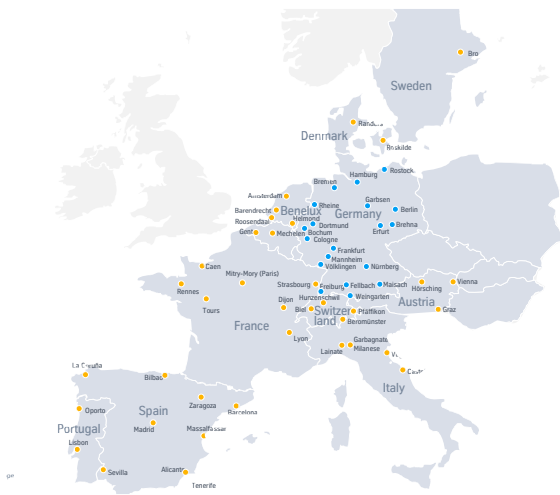 Bro
Sweden
Denmark
Roskilde
Rostock
Hamburg
Bremen
Amsterdam
Rheine
Garbsen
Barendrecht
Benelux
Germany
Berlin
Roosendaal
Helmond
Dortmund
Brehna
Gent
Mechelen
Bochum
Erfurt
Cologne
Frankfurt
Mannheim
Caen
Mitry-Mory (Paris)
Völklingen
Nürnberg
Strasbourg
Freiburg
Fellbach
Maisach
Hörsching
Vienna
Rennes
Tours
Dijon
Hunzenschwil
Weingarten
Austria
Biel
Switzer
land
Pfäffikon
Graz
Beromünster
France
Lyon
Garbagnate
Milanese
Lainate
La Coruña
Bilbao
Italy
Zaragoza
Barcelona
Oporto
Spain
Portugal
Madrid
Massalfassar
Lisbon
Sevilla
Alicante
Tenerife
ge